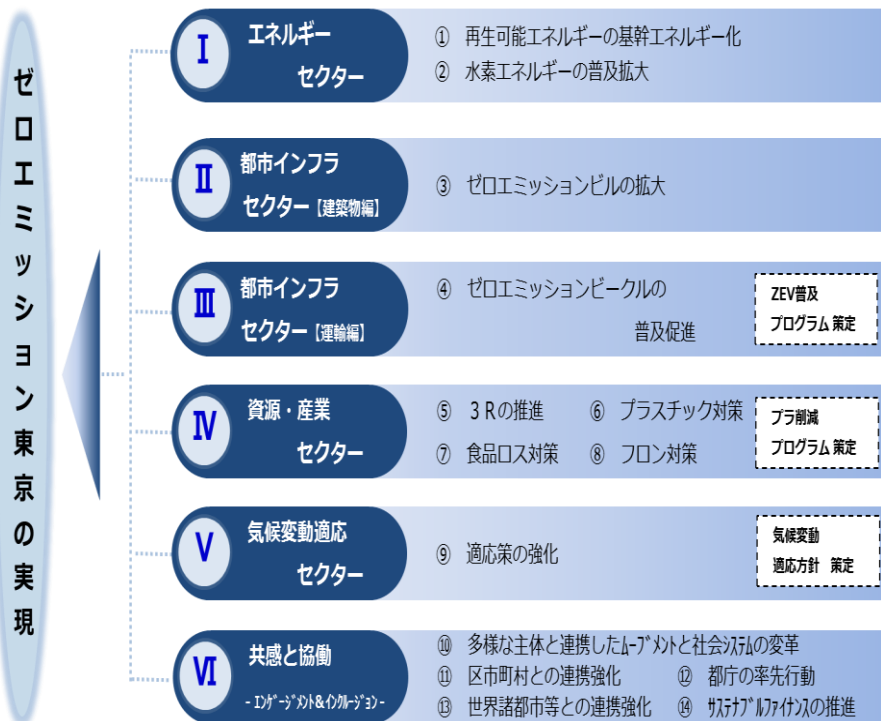 ゼロエミッション東京の実現
Ⅰ
エネルギー
セクター
① 再生可能エネルギーの基幹エネルギー化
② 水素エネルギーの普及拡大
Ⅱ
都市インフラ
セクター【建築物編】
③ ゼロエミッションビルの拡大
Ⅲ
都市インフラ
セクター【運輸編】
④ ゼロエミッションビークルの
普及促進
ZEV普及
プログラム 策定
Ⅳ
資源・産業
セクター
⑤ 3Rの推進 ⑥ プラスチック対策
⑦ 食品ロス対策 ⑧ フロン対策
プラ削減
プログラム 策定
Ⅴ
気候変動適応
セクター
⑨ 適応策の強化
気候変動
適応方針 策定
Ⅵ
共感と協働
- エンゲージメント&インクルージョン -
⑩ 多様な主体と連携したムーブメントと社会システムの変革
⑪ 区市町村との連携強化 ⑫ 都庁の率先行動
⑬ 世界諸都市等との連携強化 ⑭ サステナブルファイナンスの推進